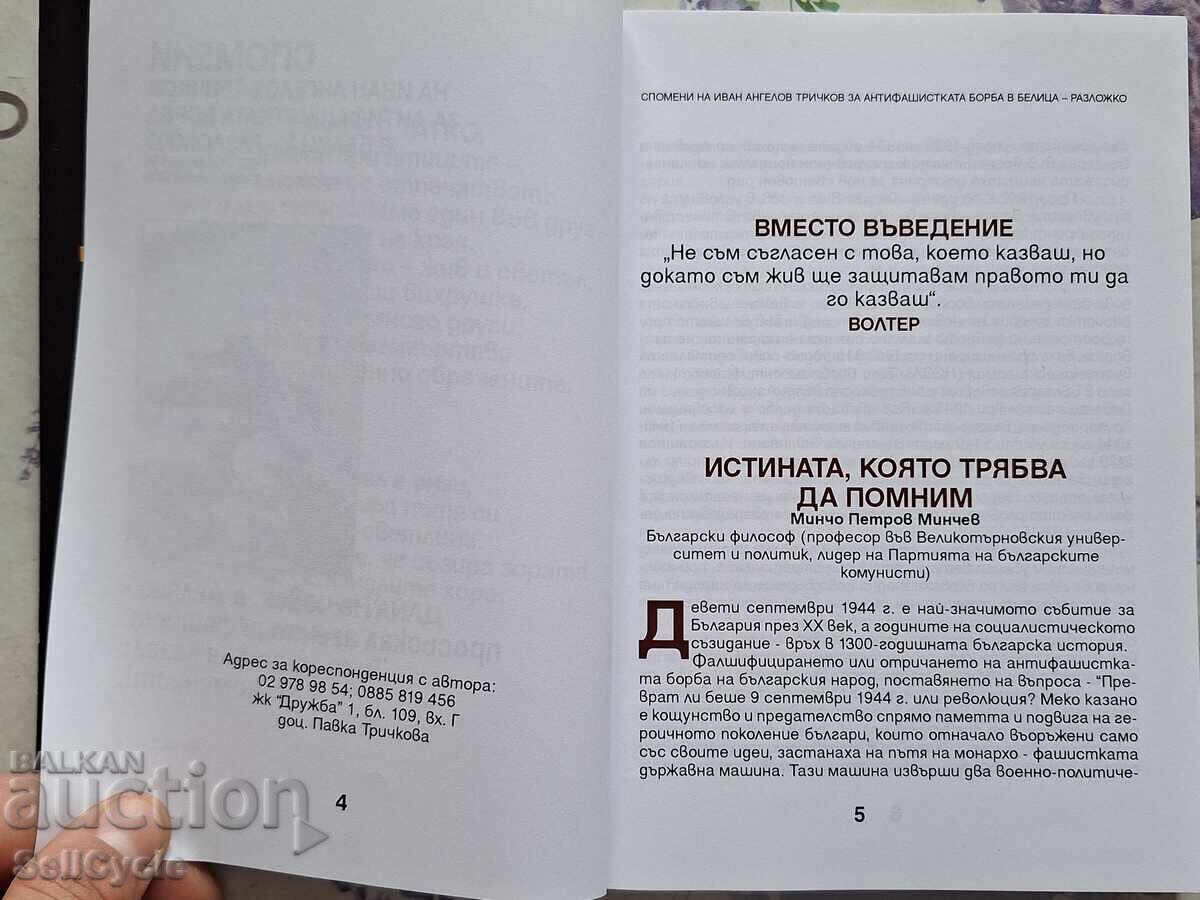 Адрес за кореспонденция с автора:
02 978 98 54; 0885 819 456
жк "Дружба" 1, бл. 109, вх. Г
доц. Павка Тричкова
4
BALKAN
auction
SellCycle
СПОМЕНИ НА ИВАН АНГЕЛОВ ТРИЧКОВ ЗА АНТИФАШИСТКАТА БОРБА В БЕЛИЦА – РАЗЛОЖКО
ВМЕСТО ВЪВЕДЕНИЕ
„Не съм съгласен с това, което казваш, но
докато съм жив ще защитавам правото ти да
го казваш“.
ВОЛТЕР
ИСТИНАТА, КОЯТО ТРЯБВА
ДА ПОМНИМ
Минчо Петров Минчев
Български философ (професор във Великотърновския универ-
ситет и политик, лидер на Партията на българските
комунисти)
Девети септември 1944 г. е най-значимото събитие за
България през ХХ век, а годините на социалистическото
съзидание - връх в 1300-годишната българска история.
Фалшифицирането или отричането на антифашистка-
та борба на българския народ, поставянето на въпроса - "Пре-
врат ли беше 9 септември 1944 г. или революция? Меко казано
е кощунство и предателство спрямо паметта и подвига на ге-
роичното поколение българи, които отначало въоръжени само
със своите идеи, застанаха на пътя на монархо - фашистката
държавна машина. Тази машина извърши два военно-политиче-
5